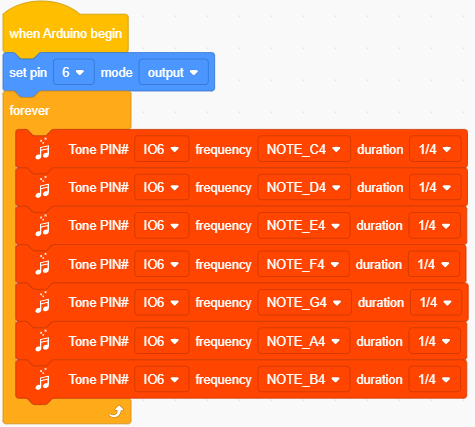 when Arduino begin
set pin 6 mode output
forever
Tone PIN# IO6 frequency NOTE_C4 duration 1/4
Tone PIN# IO6 frequency NOTE_D4 duration 1/4
Tone PIN# IO6 frequency NOTE_E4 duration 1/4
Tone PIN# IO6 frequency NOTE_F4 duration 1/4
Tone PIN# IO6 frequency NOTE_G4 duration 1/4
Tone PIN# IO6 frequency NOTE_A4 duration 1/4
Tone PIN# IO6 frequency NOTE_B4 duration 1/4